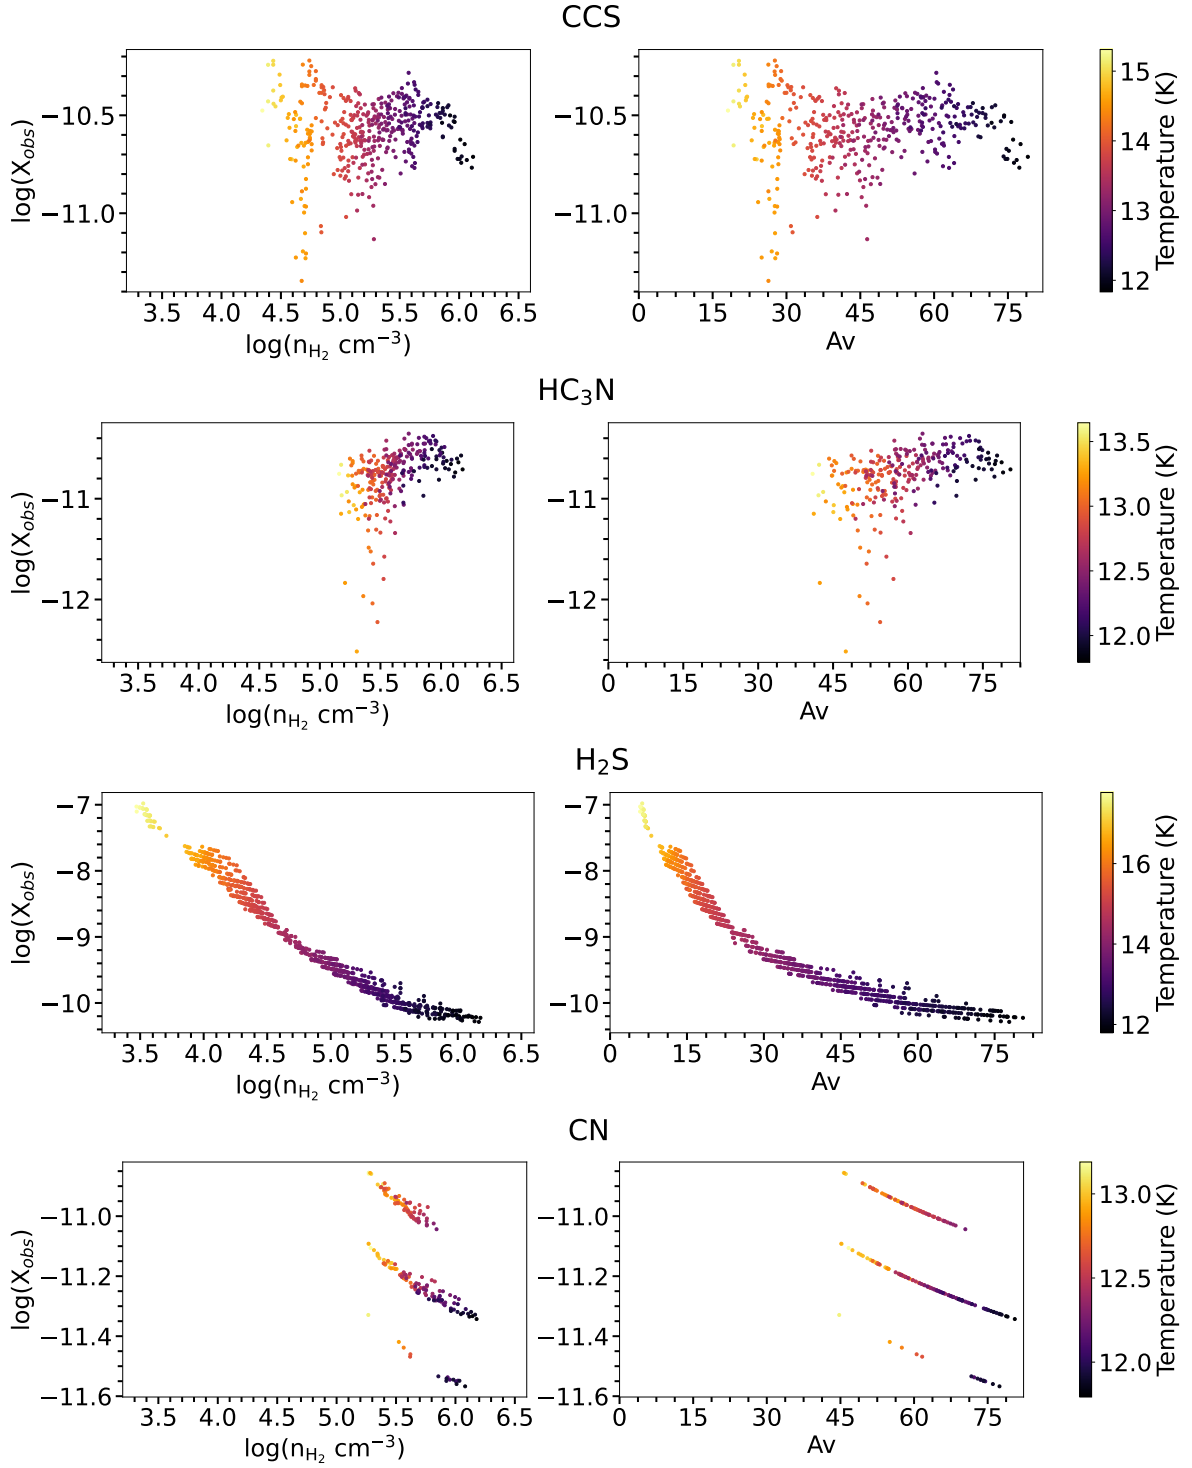 CCS
log(X_obs)
−10.5
−11.0
3.5 4.0 4.5 5.0 5.5 6.0 6.5
log(n_H₂ cm⁻³)
−10.5
−11.0
0 15 30 45 60 75
Av
15
14
13
12
Temperature (K)
HC₃N
log(X_obs)
−11
−12
3.5 4.0 4.5 5.0 5.5 6.0 6.5
log(n_H₂ cm⁻³)
−11
−12
0 15 30 45 60 75
Av
13.5
13.0
12.5
12.0
Temperature (K)
H₂S
log(X_obs)
−7
−8
−9
−10
3.5 4.0 4.5 5.0 5.5 6.0 6.5
log(n_H₂ cm⁻³)
−7
−8
−9
−10
0 15 30 45 60 75
Av
16
14
12
Temperature (K)
CN
log(X_obs)
−11.0
−11.2
−11.4
−11.6
3.5 4.0 4.5 5.0 5.5 6.0 6.5
log(n_H₂ cm⁻³)
−11.0
−11.2
−11.4
−11.6
0 15 30 45 60 75
Av
13.0
12.5
12.0
Temperature (K)